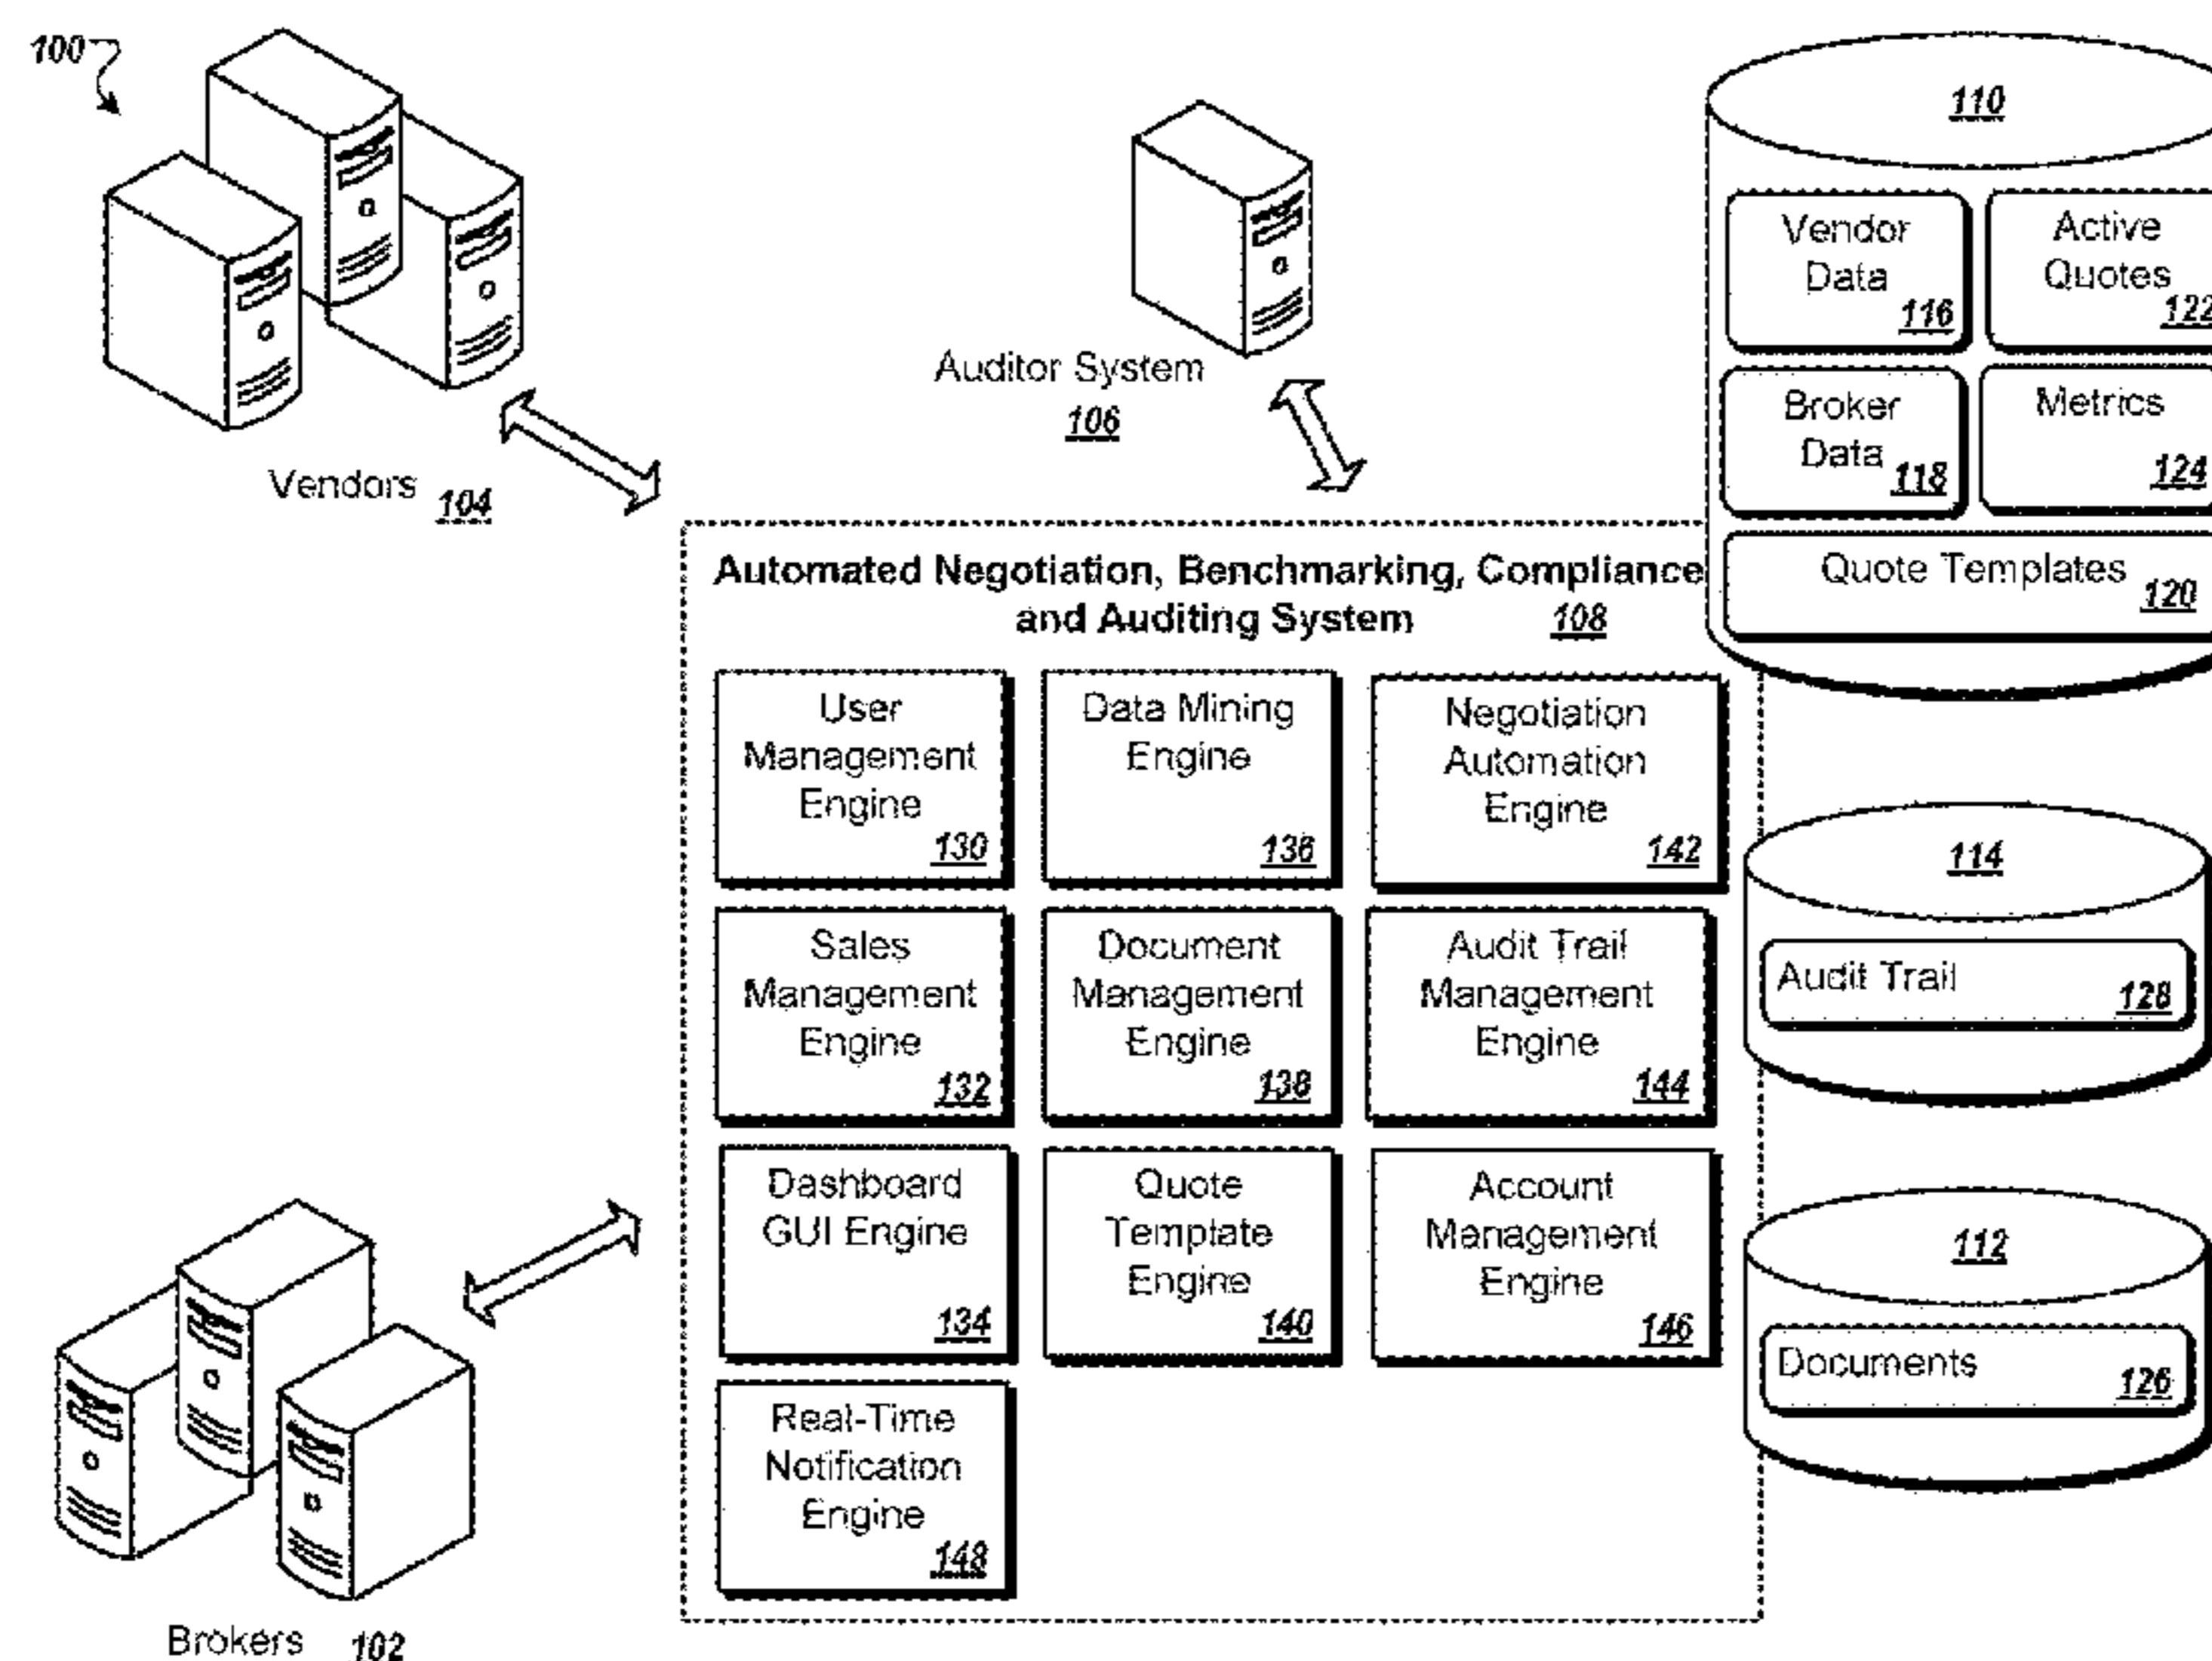 100
Vendors 104
Auditor System
106
110
Vendor
Data
116
Active
Quotes
122
Broker
Data
118
Metrics
124
Quote Templates 120
Automated Negotiation, Benchmarking, Compliance
and Auditing System 108
User
Management
Engine
130
Data Mining
Engine
136
Negotiation
Automation
Engine
142
Sales
Management
Engine
132
Document
Management
Engine
138
Audit Trail
Management
Engine
144
Dashboard
GUI Engine
134
Quote
Template
Engine
140
Account
Management
Engine
146
Real-Time
Notification
Engine
148
114
Audit Trail
128
112
Documents
126
Brokers 102